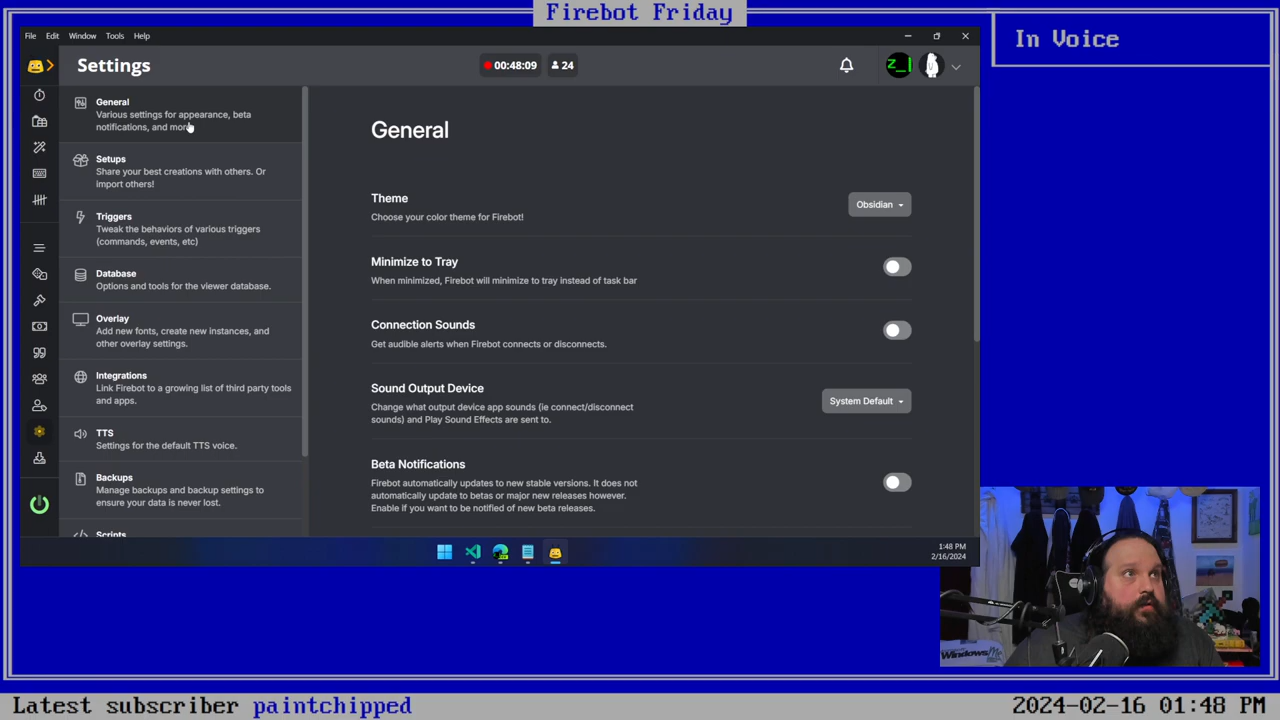 Firebot Friday
In Voice
File Edit Window Tools Help
Settings
00:48:09
24
z_l
General
Various settings for appearance, beta
notifications, and more
Setups
Share your best creations with others. Or
import others!
Triggers
Tweak the behaviors of various triggers
(commands, events, etc)
Database
Options and tools for the viewer database.
Overlay
Add new fonts, create new instances, and
other overlay settings.
Integrations
Link Firebot to a growing list of third party tools
and apps.
TTS
Settings for the default TTS voice.
Backups
Manage backups and backup settings to
ensure your data is never lost.
Scripts
General
Theme
Choose your color theme for Firebot!
Obsidian
Minimize to Tray
When minimized, Firebot will minimize to tray instead of task bar
Connection Sounds
Get audible alerts when Firebot connects or disconnects.
Sound Output Device
Change what output device app sounds (ie connect/disconnect
sounds) and Play Sound Effects are sent to.
System Default
Beta Notifications
Firebot automatically updates to new stable versions. It does not
automatically update to betas or major new releases however.
Enable if you want to be notified of new beta releases.
1:48 PM
2/16/2024
Windows Me
Latest subscriber paintchipped
2024-02-16 01:48 PM